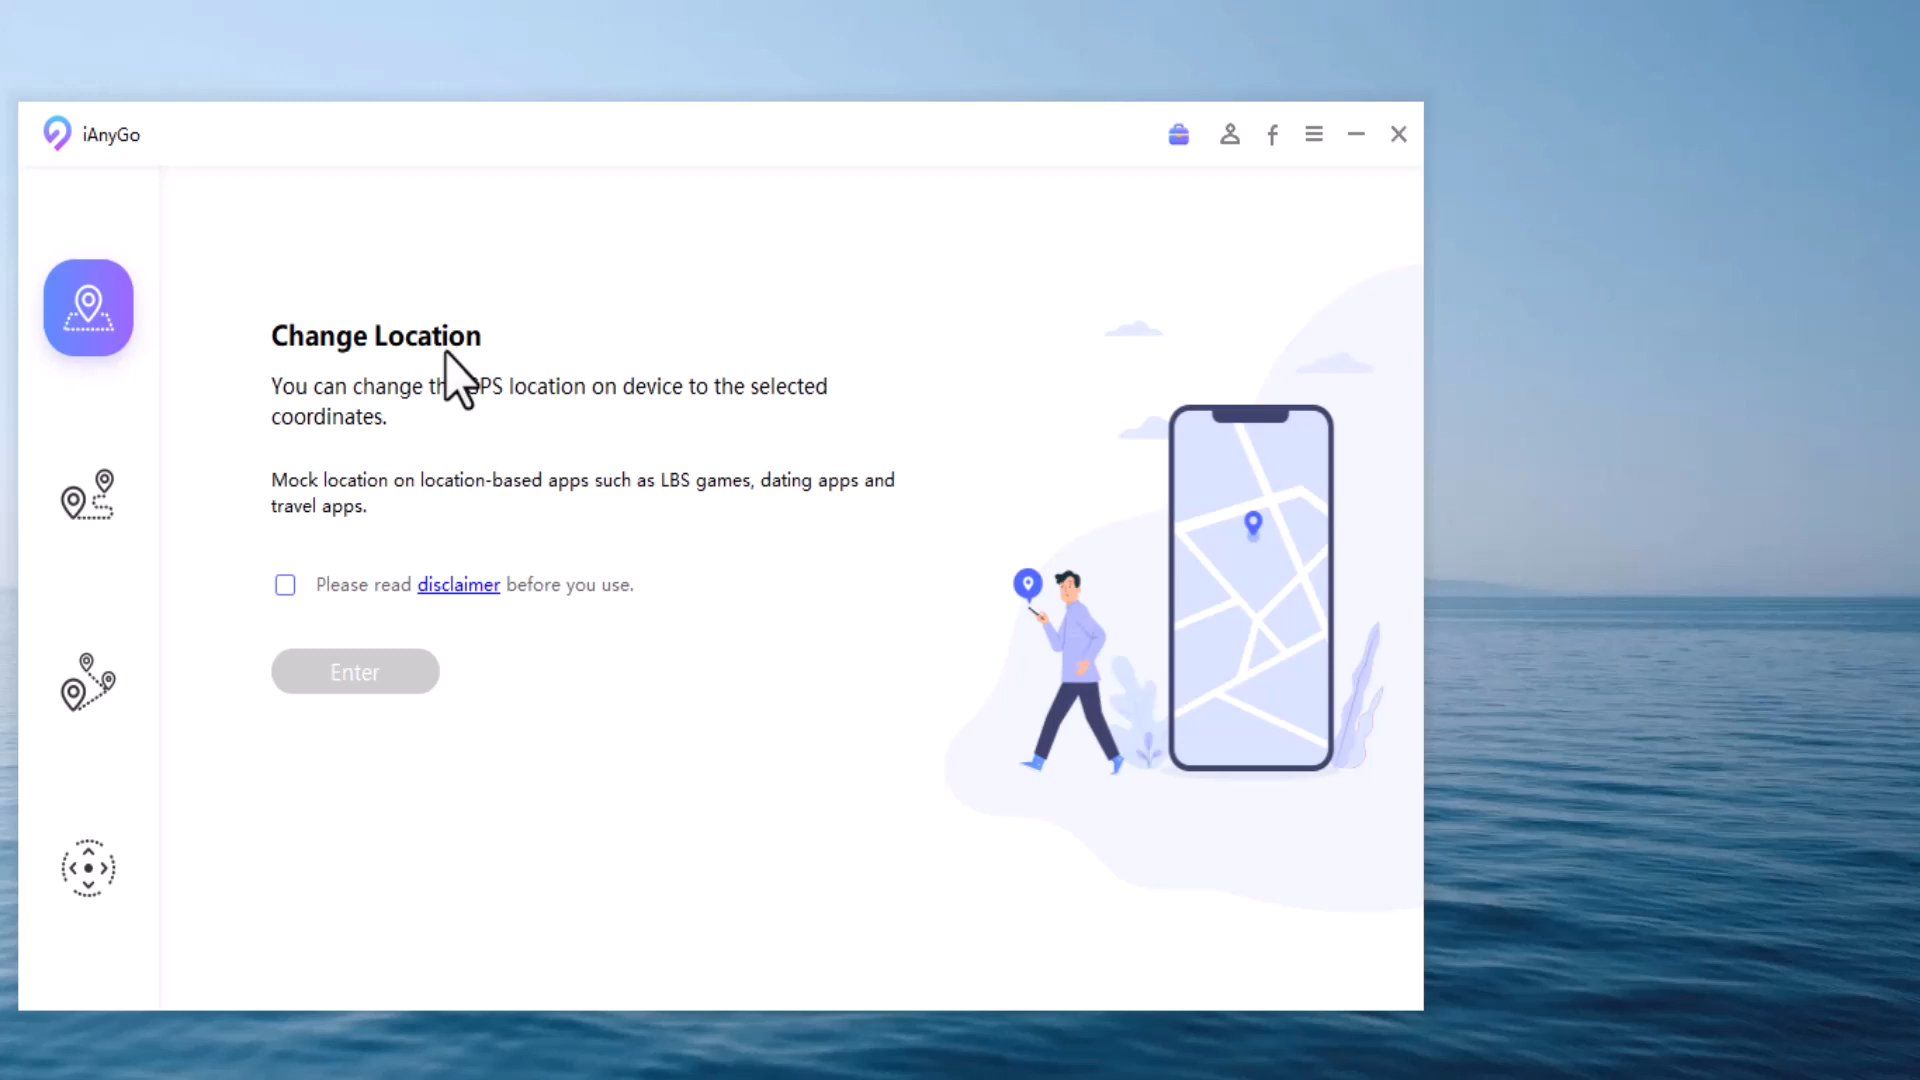 iAnyGo
Change Location
You can change th PS location on device to the selected
coordinates.
Mock location on location-based apps such as LBS games, dating apps and
travel apps.
Please read disclaimer before you use.
Enter